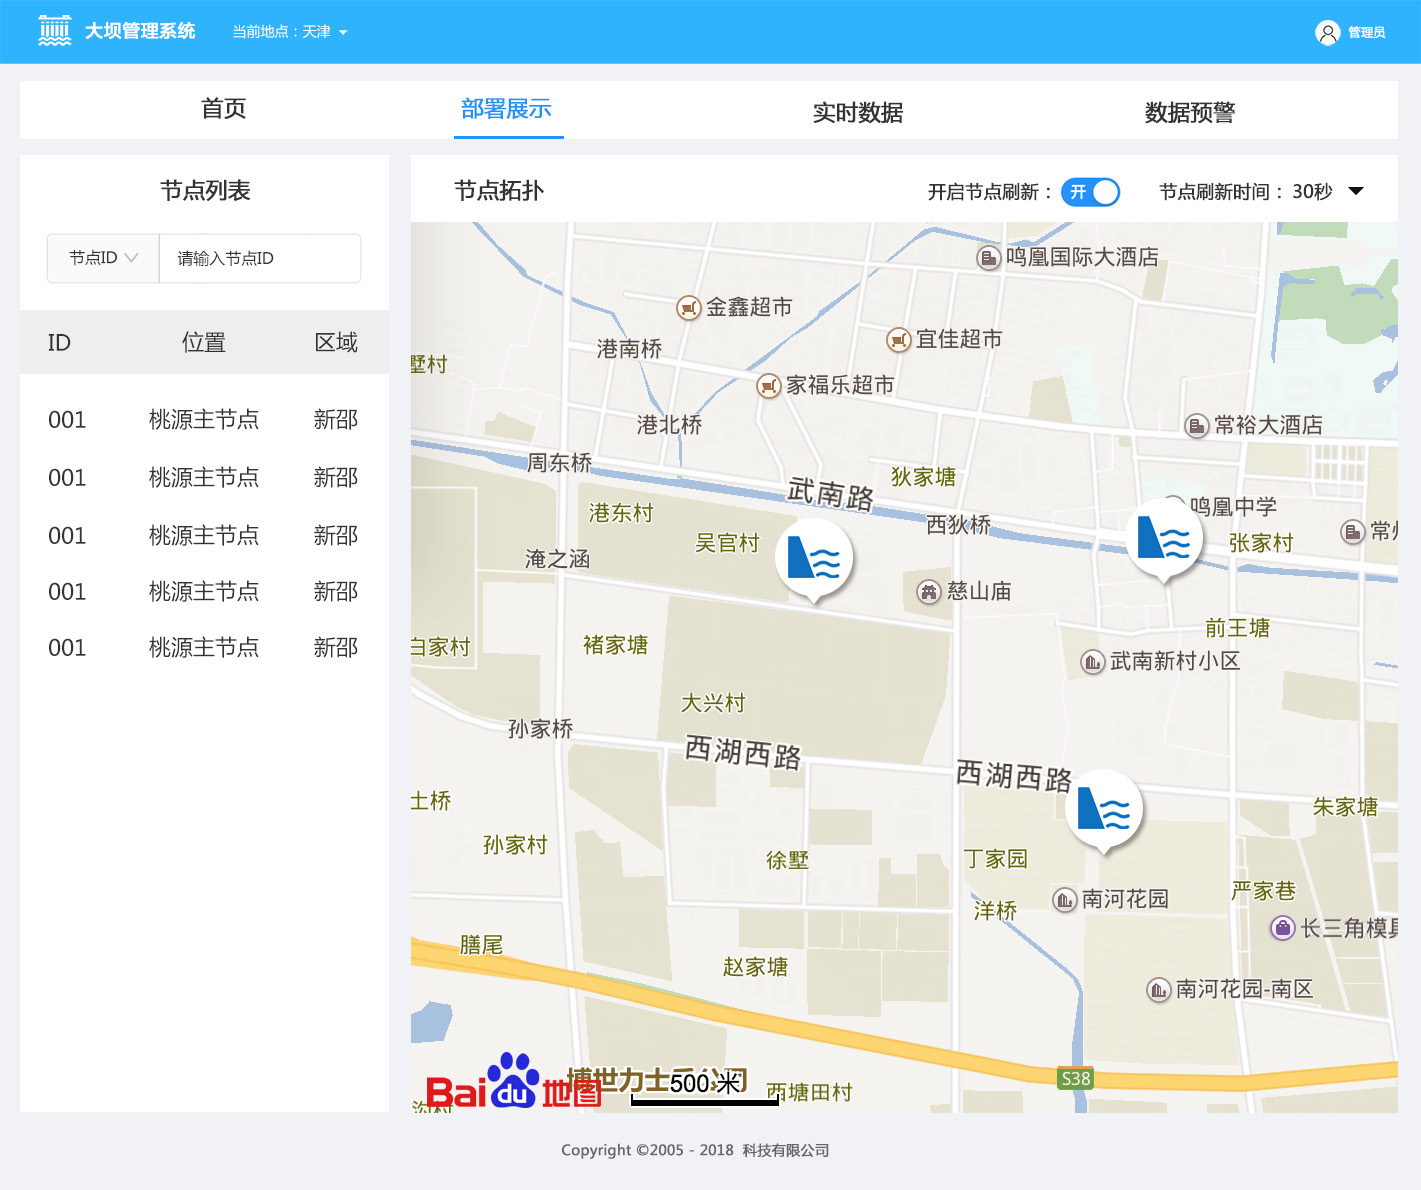 大坝管理系统
当前地点：天津
管理员
首页
部署展示
实时数据
数据预警
节点列表
节点ID
请输入节点ID
ID 位置 区域
001 桃源主节点 新邵
001 桃源主节点 新邵
001 桃源主节点 新邵
001 桃源主节点 新邵
001 桃源主节点 新邵
节点拓扑
开启节点刷新：
开
节点刷新时间：30秒
鸣凰国际大酒店
金鑫超市
宜佳超市
港南桥
墅村
家福乐超市
港北桥
常裕大酒店
周东桥
狄家塘
武南路
鸣凰中学
港东村
西狄桥
常州
吴官村
张家村
淹之涵
慈山庙
前王塘
白家村
褚家塘
武南新村小区
大兴村
孙家桥
西湖西路
西湖西路
土桥
朱家塘
孙家村
徐墅
丁家园
严家巷
南河花园
洋桥
长三角模具
膳尾
赵家塘
南河花园-南区
S38
Bai du 地图
500 米
西塘田村
沟村
Copyright ©2005 - 2018 科技有限公司